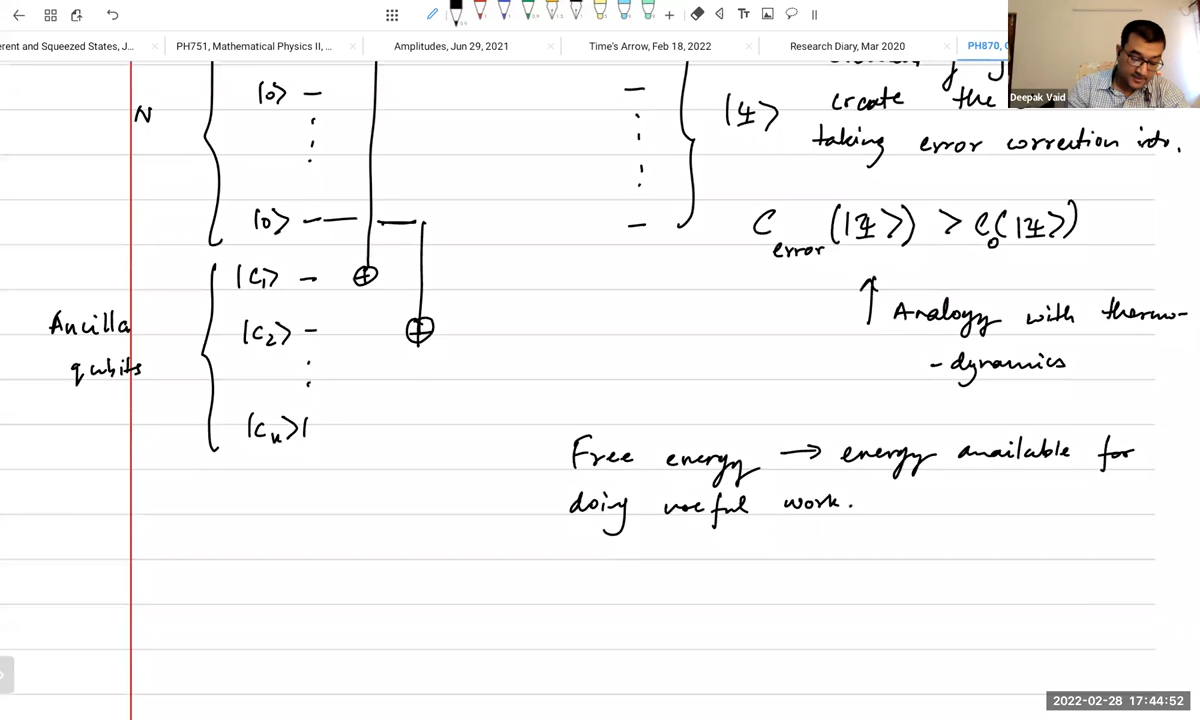 erent and Squeezed States, J...
PH751, Mathematical Physics II, ...
Amplitudes, Jun 29, 2021
Time's Arrow, Feb 18, 2022
Research Diary, Mar 2020
PH870,
Deepak Vaid
N
|0>
|0>
|c₁>
|c₂>
|cₙ>
Ancilla
qubits
|Ψ>
create the
taking error correction into.
C_error (|Ψ>) > C₀(|Ψ>)
↑ Analogy with thermo-
-dynamics
Free energy → energy available for
doing useful work.
2022-02-28 17:44:52